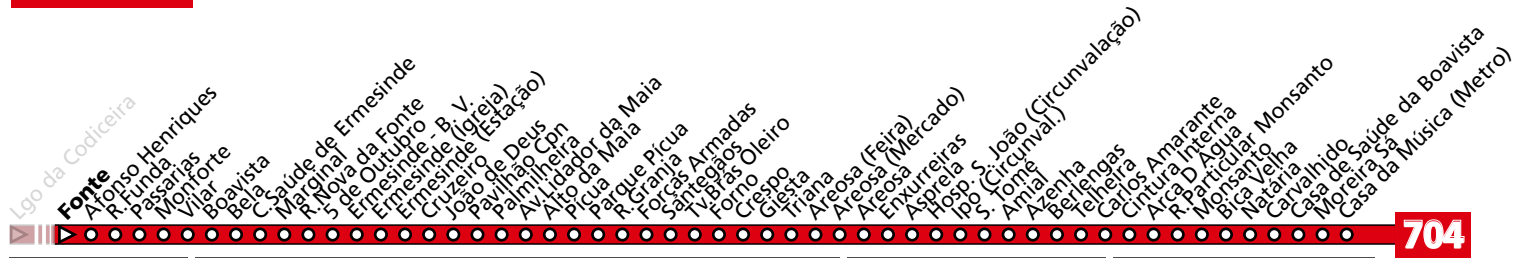 Lgo da Codiceira
Fonte
Afonso Henriques
R.Funda
Passarias
Monforte
Vilar
Boavista
Bela
C.Saúde de Ermesinde
Marginal
R.Nova da Fonte
5 de Outubro
Ermesinde - B. V.
Ermesinde (Igreja)
Ermesinde (Estação)
Cruzeiro
João de Deus
Pavilhão Cpn
Palmilheira
Av.Lidador da Maia
Alto da Maia
Pícua
Parque Pícua
R.Granja
Forças Armadas
Santegãos
Tv.Brás Oleiro
Forno
Crespo
Giesta
Triana
Areosa (Feira)
Areosa
Areosa (Mercado)
Enxurreiras
Asprela
Hosp. S. João (Circunvalação)
Ipo (Circunval.)
S. Tomé
Amial
Azenha
Berlengas
Telheira
Carlos Amarante
Cintura Interna
Arca D´Água
R.Particular Monsanto
Monsanto
Bica Velha
Natária
Carvalhido
Casa de Saúde da Boavista
Moreira Sá
Casa da Música (Metro)
704